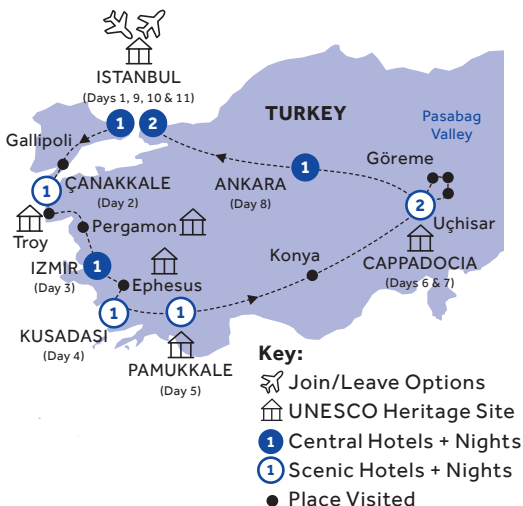 ISTANBUL
(Days 1, 9, 10 & 11)
1
2
TURKEY
Pasabag
Valley
Gallipoli
Göreme
1
ÇANAKKALE
(Day 2)
ANKARA
(Day 8)
1
2
Uçhisar
Troy
Pergamon
CAPPADOCIA
(Days 6 & 7)
IZMIR
(Day 3)
1
Konya
Ephesus
1
1
KUSADASI
(Day 4)
PAMUKKALE
(Day 5)
Key:
Join/Leave Options
UNESCO Heritage Site
1 Central Hotels + Nights
1 Scenic Hotels + Nights
Place Visited